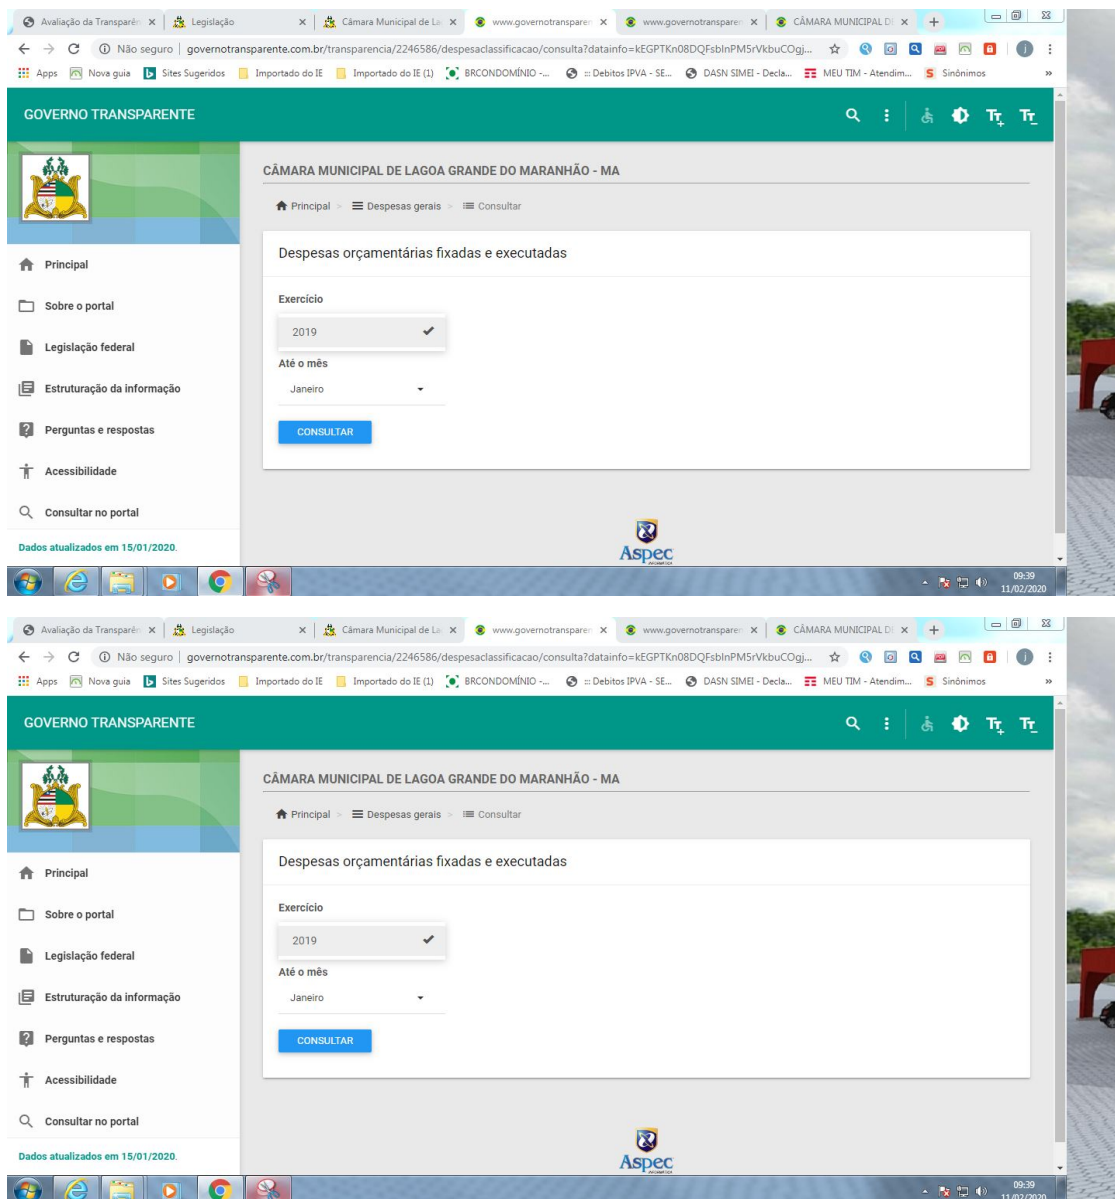 Avaliação da Transparên
Legislação
Câmara Municipal de La
www.governotransparen
www.governotransparen
CÂMARA MUNICIPAL DE
Não seguro | governotransparente.com.br/transparencia/2246586/despesaclassificacao/consulta?datainfo=kEGPTKn08DQFsbInPM5rVkbuCOgj...
Apps Nova guia Sites Sugeridos Importado do IE Importado do IE (1) BRCONDOMÍNIO -... ::: Debitos IPVA - SE... DASN SIMEI - Decla... MEU TIM - Atendim... Sinônimos »
GOVERNO TRANSPARENTE
CÂMARA MUNICIPAL DE LAGOA GRANDE DO MARANHÃO - MA
Principal > Despesas gerais > Consultar
Despesas orçamentárias fixadas e executadas
Exercício
2019
Até o mês
Janeiro
CONSULTAR
Principal
Sobre o portal
Legislação federal
Estruturação da informação
Perguntas e respostas
Acessibilidade
Consultar no portal
Dados atualizados em 15/01/2020.
Aspec
09:39
11/02/2020
Avaliação da Transparên
Legislação
Câmara Municipal de La
www.governotransparen
www.governotransparen
CÂMARA MUNICIPAL DE
Não seguro | governotransparente.com.br/transparencia/2246586/despesaclassificacao/consulta?datainfo=kEGPTKn08DQFsbInPM5rVkbuCOgj...
Apps Nova guia Sites Sugeridos Importado do IE Importado do IE (1) BRCONDOMÍNIO -... ::: Debitos IPVA - SE... DASN SIMEI - Decla... MEU TIM - Atendim... Sinônimos »
GOVERNO TRANSPARENTE
CÂMARA MUNICIPAL DE LAGOA GRANDE DO MARANHÃO - MA
Principal > Despesas gerais > Consultar
Despesas orçamentárias fixadas e executadas
Exercício
2019
Até o mês
Janeiro
CONSULTAR
Principal
Sobre o portal
Legislação federal
Estruturação da informação
Perguntas e respostas
Acessibilidade
Consultar no portal
Dados atualizados em 15/01/2020.
Aspec
09:39
11/02/2020